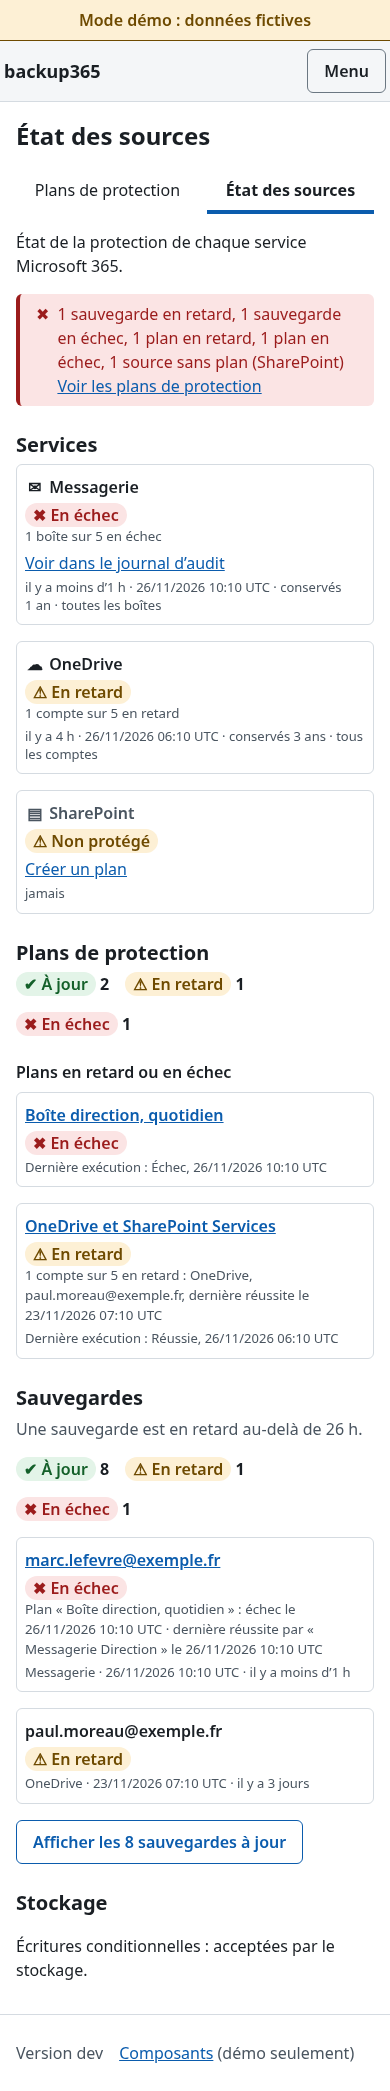 Mode démo : données fictives
backup365
Menu
État des sources
Plans de protection
État des sources
État de la protection de chaque service
Microsoft 365.
✖ 1 sauvegarde en retard, 1 sauvegarde
en échec, 1 plan en retard, 1 plan en
échec, 1 source sans plan (SharePoint)
Voir les plans de protection
Services
✉ Messagerie
✖ En échec
1 boîte sur 5 en échec
Voir dans le journal d’audit
il y a moins d’1 h · 26/11/2026 10:10 UTC · conservés
1 an · toutes les boîtes
☁ OneDrive
⚠ En retard
1 compte sur 5 en retard
il y a 4 h · 26/11/2026 06:10 UTC · conservés 3 ans · tous
les comptes
▤ SharePoint
⚠ Non protégé
Créer un plan
jamais
Plans de protection
✔ À jour 2 ⚠ En retard 1
✖ En échec 1
Plans en retard ou en échec
Boîte direction, quotidien
✖ En échec
Dernière exécution : Échec, 26/11/2026 10:10 UTC
OneDrive et SharePoint Services
⚠ En retard
1 compte sur 5 en retard : OneDrive,
paul.moreau@exemple.fr, dernière réussite le
23/11/2026 07:10 UTC
Dernière exécution : Réussie, 26/11/2026 06:10 UTC
Sauvegardes
Une sauvegarde est en retard au-delà de 26 h.
✔ À jour 8 ⚠ En retard 1
✖ En échec 1
marc.lefevre@exemple.fr
✖ En échec
Plan « Boîte direction, quotidien » : échec le
26/11/2026 10:10 UTC · dernière réussite par «
Messagerie Direction » le 26/11/2026 10:10 UTC
Messagerie · 26/11/2026 10:10 UTC · il y a moins d’1 h
paul.moreau@exemple.fr
⚠ En retard
OneDrive · 23/11/2026 07:10 UTC · il y a 3 jours
Afficher les 8 sauvegardes à jour
Stockage
Écritures conditionnelles : acceptées par le
stockage.
Version dev Composants (démo seulement)